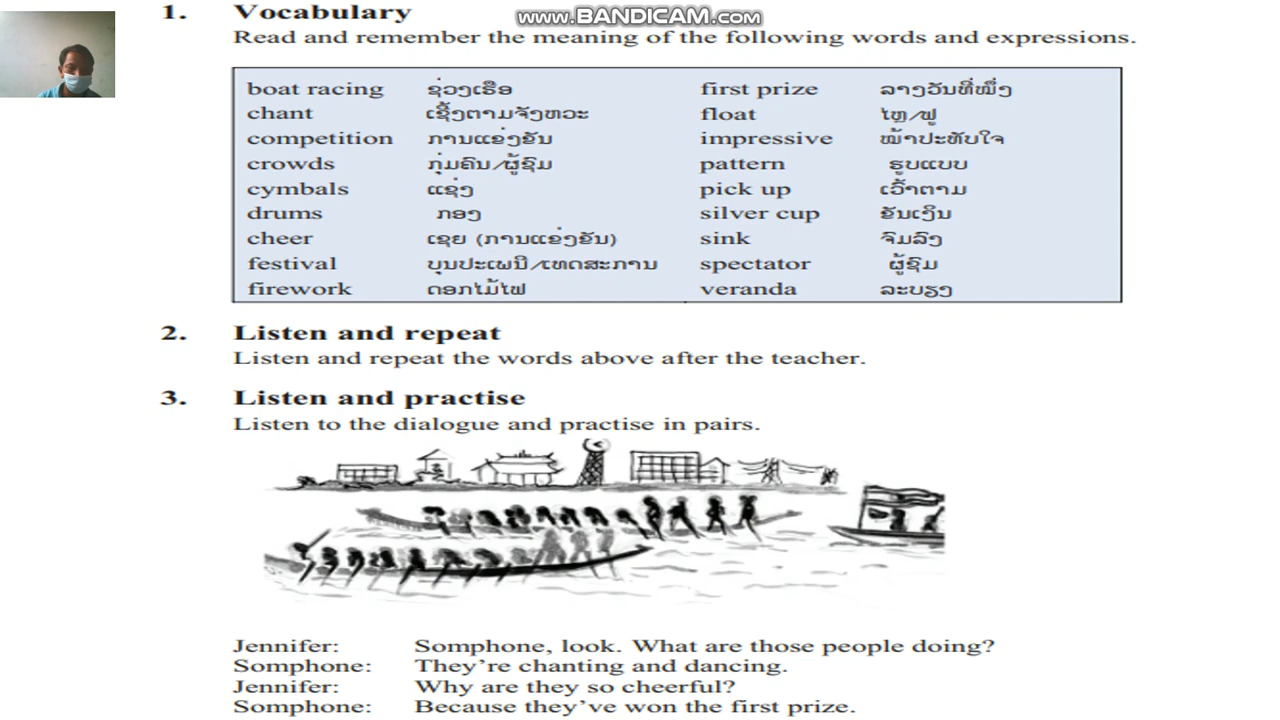 www.BANDICAM.com
1. Vocabulary
Read and remember the meaning of the following words and expressions.
boat racing ຊ່ວງເຮືອ first prize ລາງວັນທີ່ໜຶ່ງ
chant ເຊີ້ງຕາມຈັງຫວະ float ໄຫຼ/ຟູ
competition ການແຂ່ງຂັນ impressive ໜ້າປະທັບໃຈ
crowds ກຸ່ມຄົນ/ຜູ້ຊົມ pattern ຮູບແບບ
cymbals ແຊ່ງ pick up ເວົ້າຕາມ
drums ກອງ silver cup ຂັນເງິນ
cheer ເຊຍ (ການແຂ່ງຂັນ) sink ຈົມລົງ
festival ບຸນປະເພນີ/ເທດສະການ spectator ຜູ້ຊົມ
firework ດອກໄມ້ໄຟ veranda ລະບຽງ
2. Listen and repeat
Listen and repeat the words above after the teacher.
3. Listen and practise
Listen to the dialogue and practise in pairs.
Jennifer: Somphone, look. What are those people doing?
Somphone: They're chanting and dancing.
Jennifer: Why are they so cheerful?
Somphone: Because they've won the first prize.